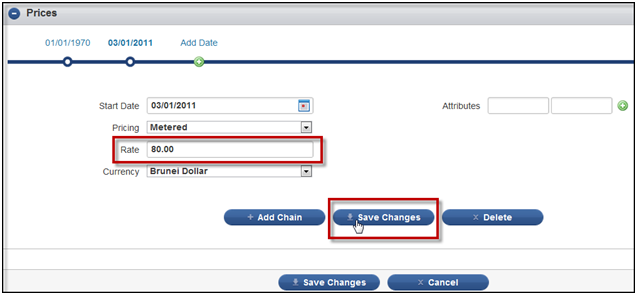 Prices
01/01/1970 03/01/2011 Add Date
Start Date 03/01/2011 Attributes
Pricing Metered
Rate 80.00
Currency Brunei Dollar
+ Add Chain Save Changes x Delete
Save Changes x Cancel